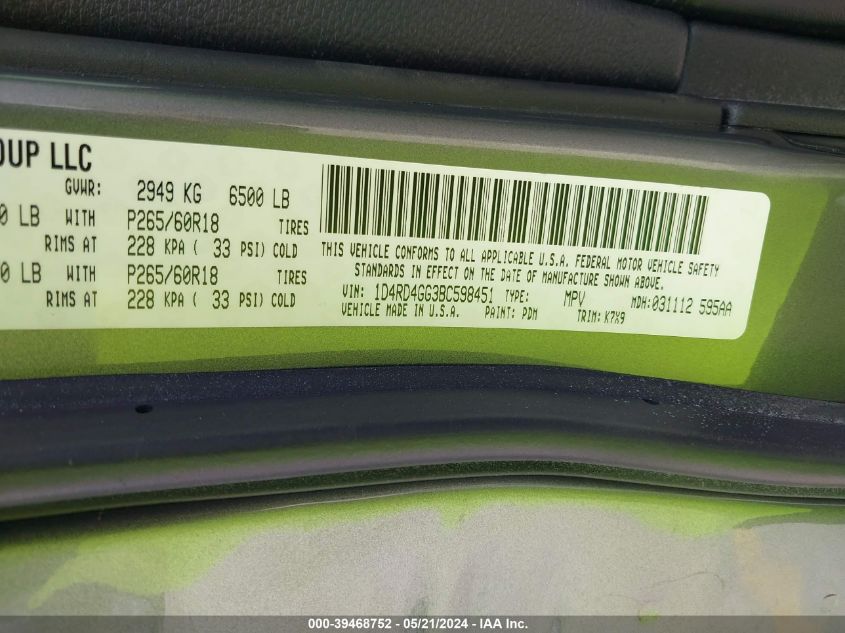 OUP LLC
GVWR: 2949 KG 6500 LB
0 LB WITH P265/60R18 TIRES
RIMS AT 228 KPA ( 33 PSI) COLD
0 LB WITH P265/60R18 TIRES
RIMS AT 228 KPA ( 33 PSI) COLD
THIS VEHICLE CONFORMS TO ALL APPLICABLE U.S.A. FEDERAL MOTOR VEHICLE SAFETY
STANDARDS IN EFFECT ON THE DATE OF MANUFACTURE SHOWN ABOVE.
VIN: 1D4RD4GG3BC598451 TYPE: MPV MDH: 031112 595AA
VEHICLE MADE IN U.S.A. PAINT: PDM TRIM: K7X9
000-39468752 - 05/21/2024 - IAA Inc.